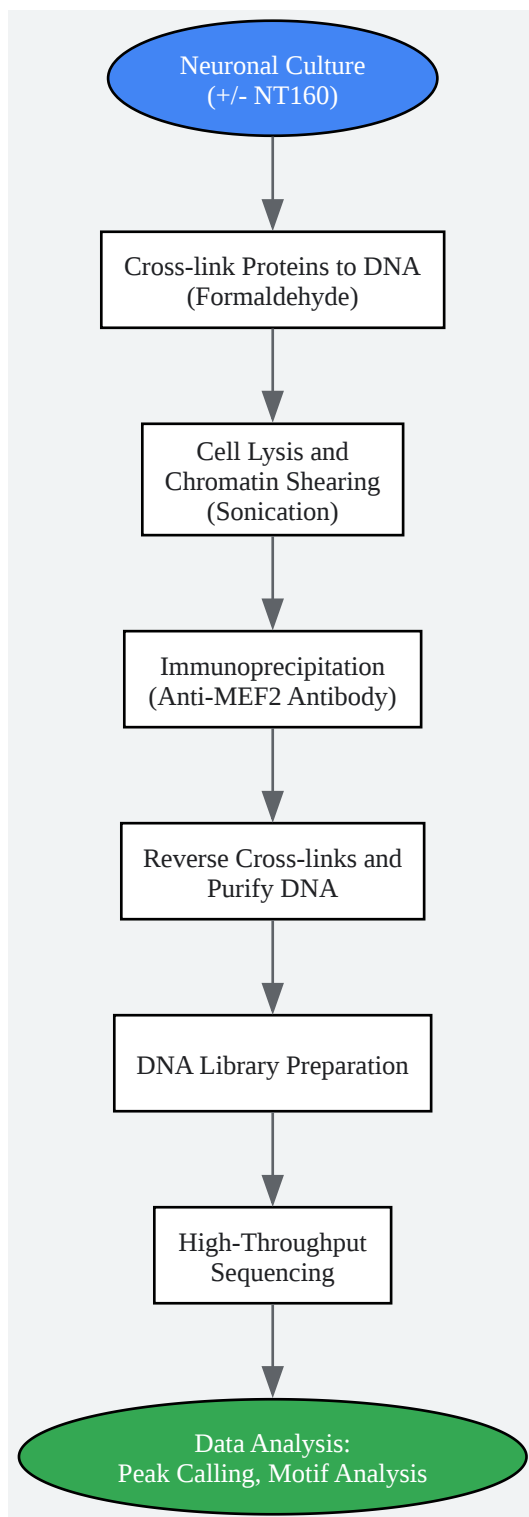 Neuronal Culture
(+/- NT160)
Cross-link Proteins to DNA
(Formaldehyde)
Cell Lysis and
Chromatin Shearing
(Sonication)
Immunoprecipitation
(Anti-MEF2 Antibody)
Reverse Cross-links and
Purify DNA
DNA Library Preparation
High-Throughput
Sequencing
Data Analysis:
Peak Calling, Motif Analysis